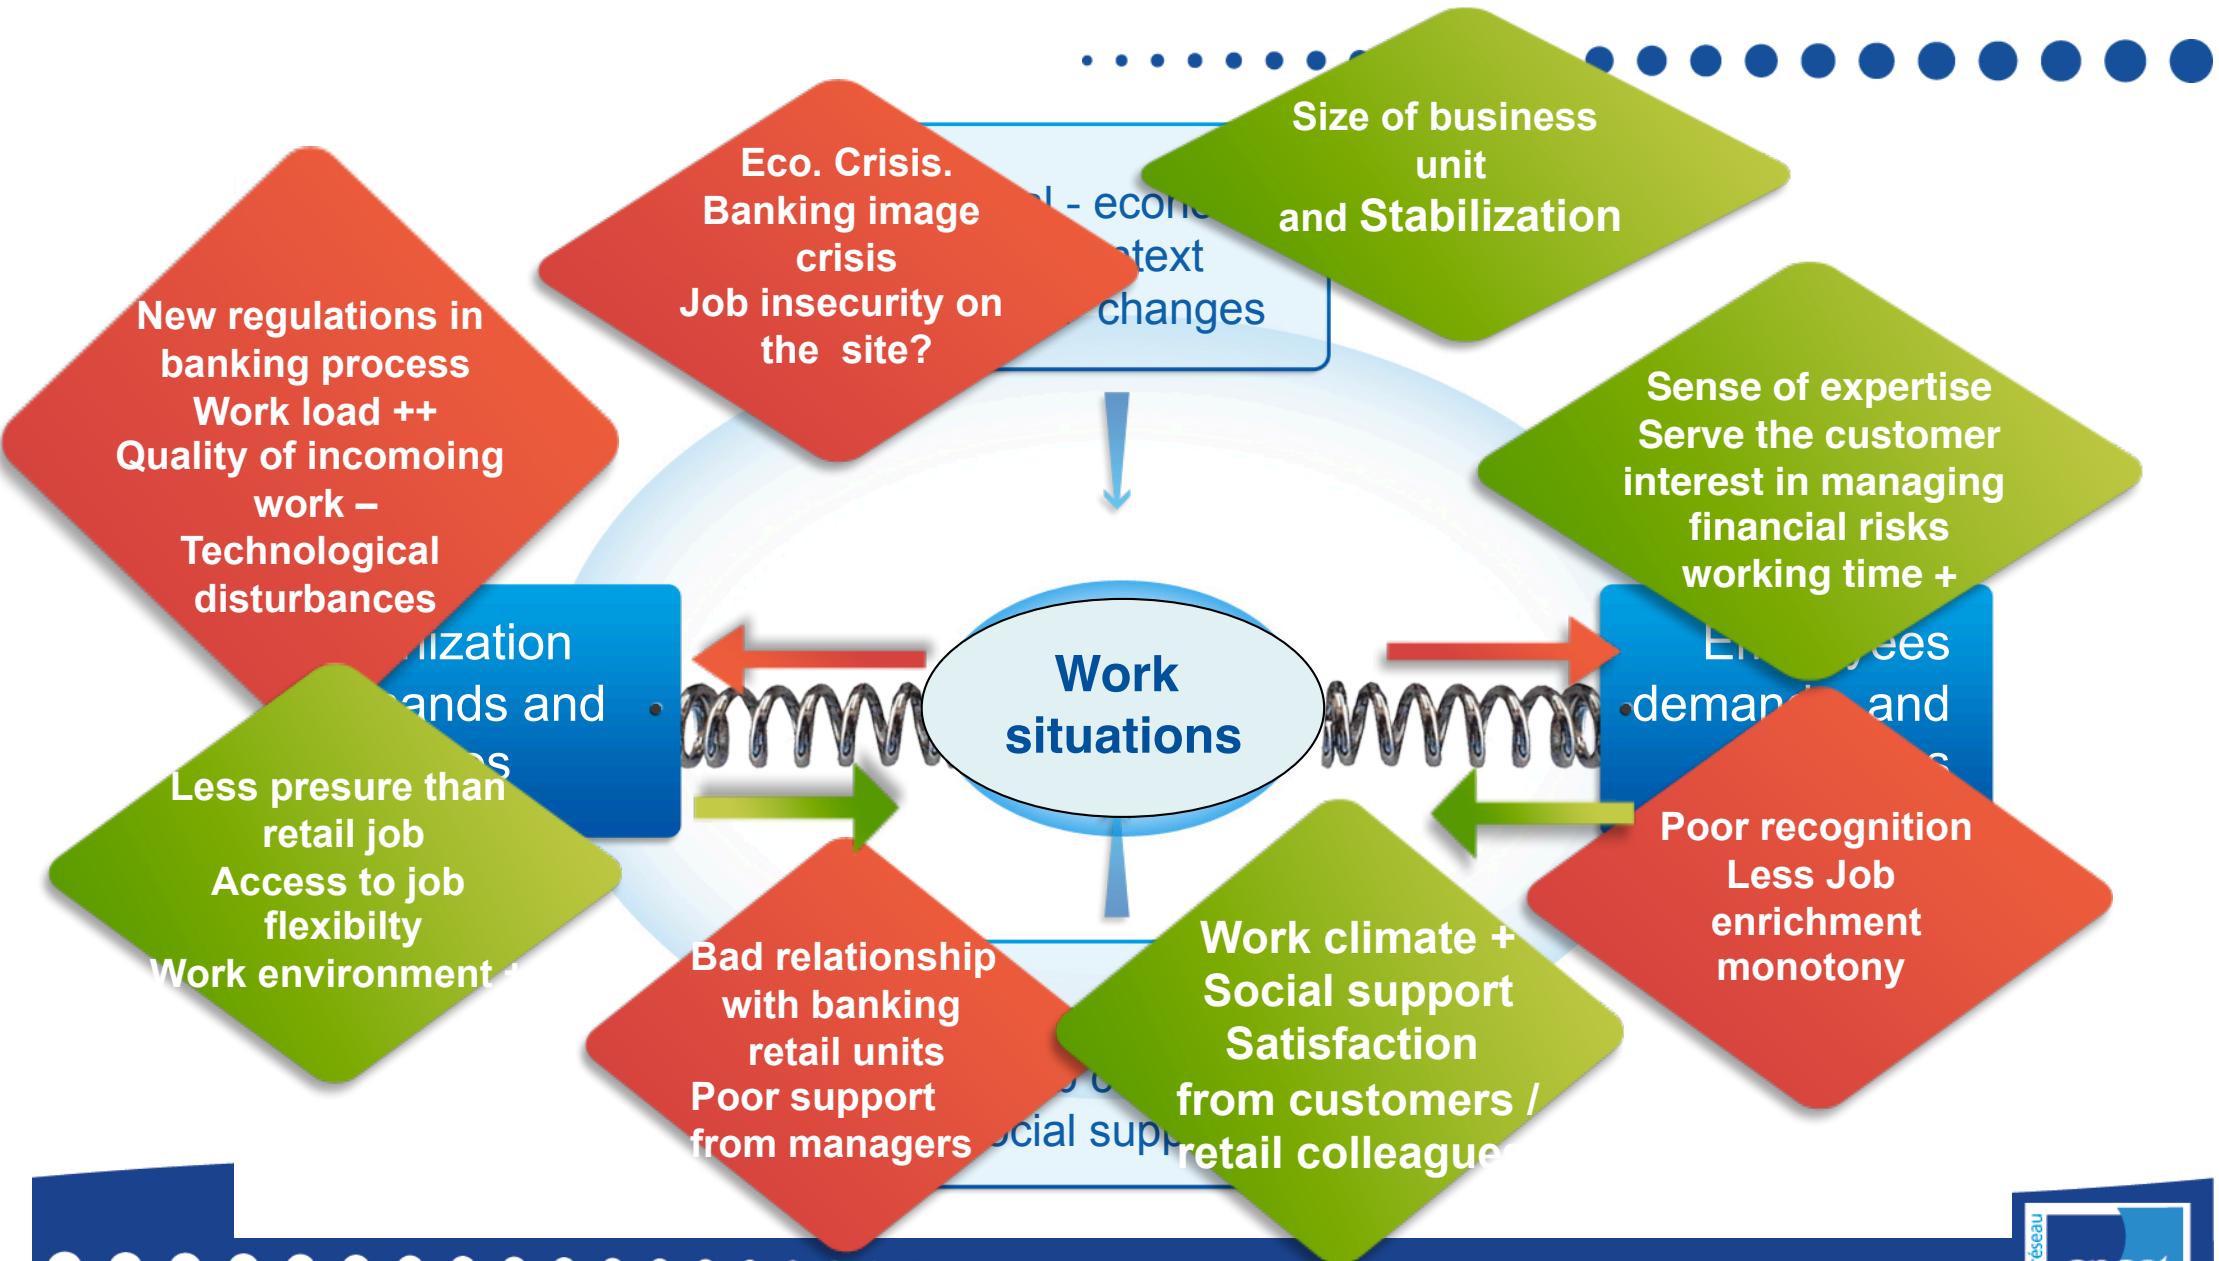 Size of business
unit
and Stabilization
Eco. Crisis.
Banking image
crisis
Job insecurity on
the site?
changes
New regulations in
banking process
Work load ++
Quality of incomoing
work –
Technological
disturbances
Sense of expertise
Serve the customer
interest in managing
financial risks
working time +
and
Work
situations
and
Less presure than
retail job
Access to job
flexibilty
Work environment +
Bad relationship
with banking
retail units
Poor support
from managers
Work climate +
Social support
Satisfaction
from customers /
retail colleagues
Poor recognition
Less Job
enrichment
monotony
réseau